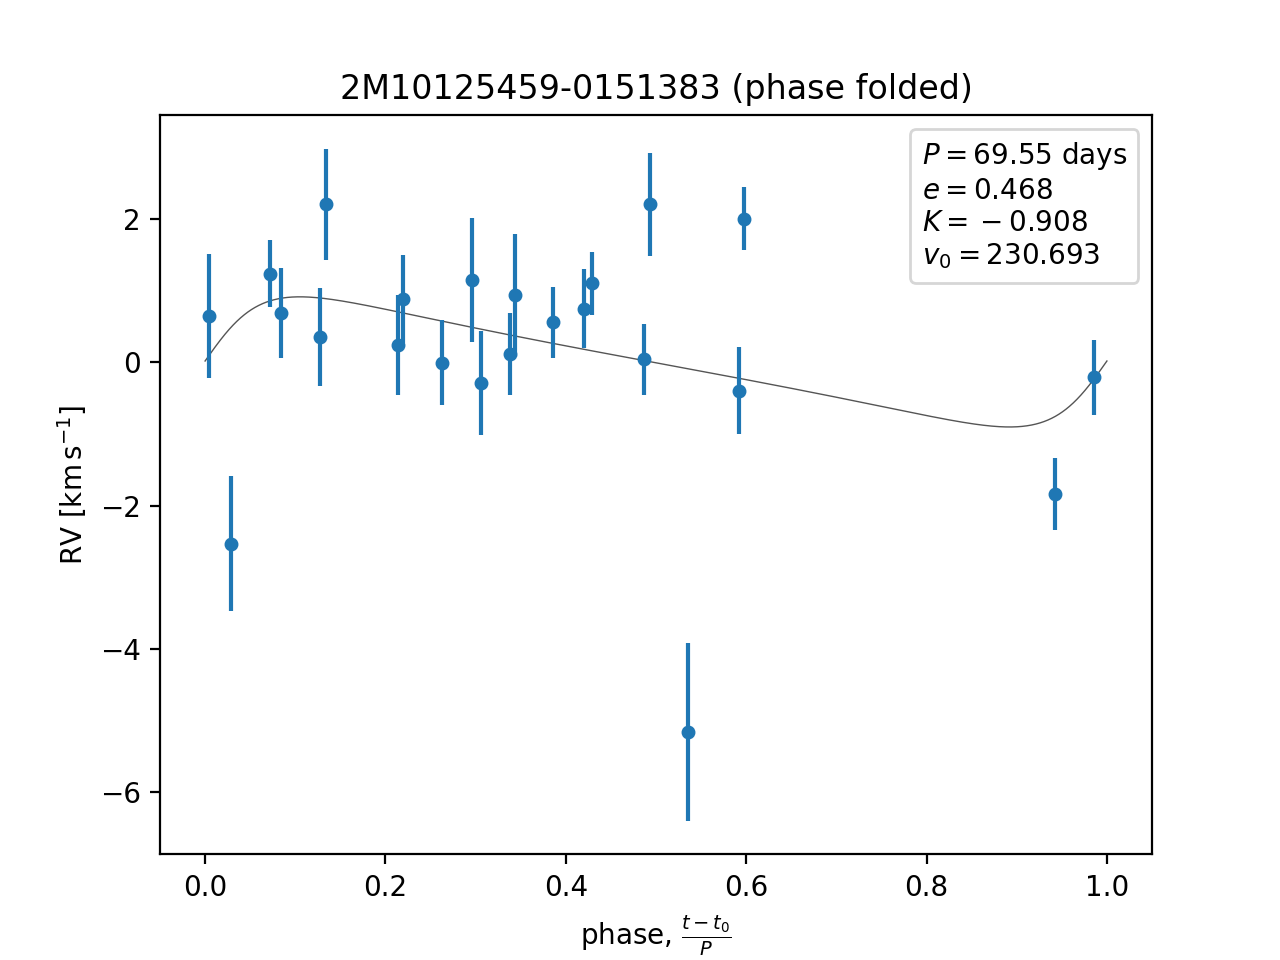 2M10125459-0151383 (phase folded)
P = 69.55 days
e = 0.468
K = −0.908
v₀ = 230.693
2
0
−2
−4
−6
RV [km s⁻¹]
0.0 0.2 0.4 0.6 0.8 1.0
phase, (t − t₀)/P